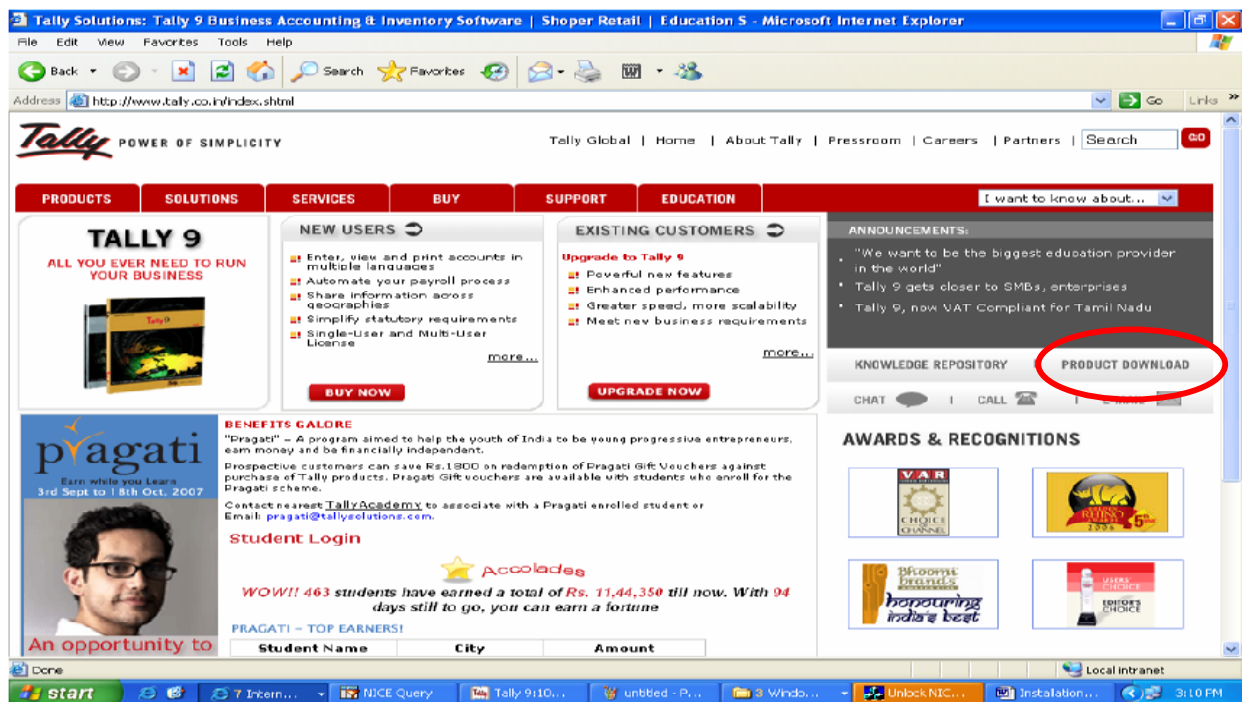 Tally Solutions: Tally 9 Business Accounting & Inventory Software | Shoper Retail | Education S - Microsoft Internet Explorer
File Edit View Favorites Tools Help
Back Search Favorites
Address http://www.tally.co.in/index.shtml Go Links »
Tally POWER OF SIMPLICITY
Tally Global | Home | About Tally | Pressroom | Careers | Partners | Search GO
PRODUCTS SOLUTIONS SERVICES BUY SUPPORT EDUCATION I want to know about...
TALLY 9
ALL YOU EVER NEED TO RUN
YOUR BUSINESS
Tally 9
NEW USERS
Enter, view and print accounts in
multiple languages
Automate your payroll process
Share information across
geographies
Simplify statutory requirements
Single-User and Multi-User
License
more...
BUY NOW
EXISTING CUSTOMERS
Upgrade to Tally 9
Powerful new features
Enhanced performance
Greater speed, more scalability
Meet new business requirements
more...
UPGRADE NOW
ANNOUNCEMENTS:
"We want to be the biggest education provider
in the world"
Tally 9 gets closer to SMBs, enterprises
Tally 9, now VAT Compliant for Tamil Nadu
KNOWLEDGE REPOSITORY | PRODUCT DOWNLOAD
CHAT | CALL | E-MAIL
pragati
Earn while you Learn
3rd Sept to 18th Oct. 2007
An opportunity to
BENEFITS GALORE
"Pragati" – A program aimed to help the youth of India to be young progressive entrepreneurs,
earn money and be financially independent.
Prospective customers can save Rs.1800 on redemption of Pragati Gift Vouchers against
purchase of Tally products. Pragati Gift vouchers are available with students who enroll for the
Pragati scheme.
Contact nearest TallyAcademy to associate with a Pragati enrolled student or
Email: pragati@tallysolutions.com.
Student Login
Accolades
WOW!! 463 students have earned a total of Rs. 11,44,350 till now. With 94
days still to go, you can earn a fortune
PRAGATI – TOP EARNERS!
Student Name City Amount
AWARDS & RECOGNITIONS
VAR
CHOICE
CHANNEL
RHINO
2006
5th
Bhoomi
brands
honouring
india's best
USERS'
CHOICE
EDITOR'S
CHOICE
Done Local intranet
start 7 Intern... NICE Query Tally 9:10... untitled - P... 3 Windo... Unlock NIC... Instalation... 3:10 PM